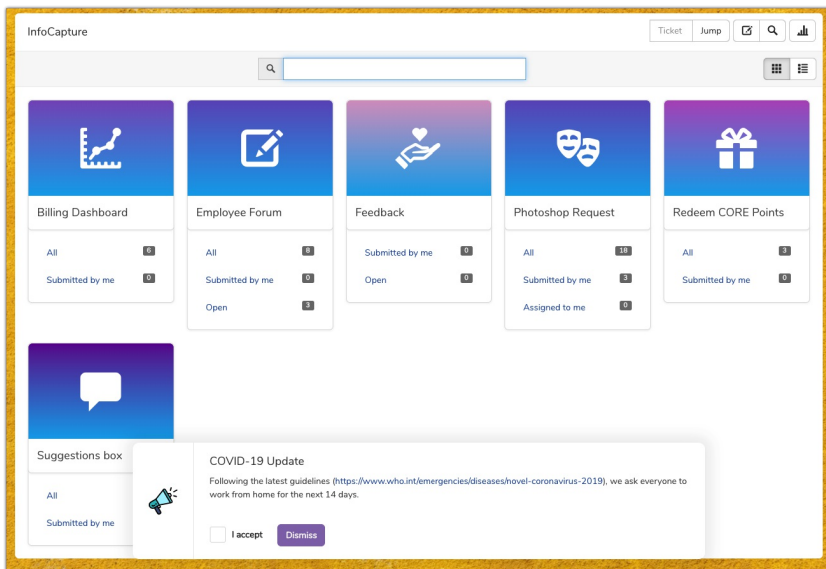 InfoCapture
Ticket Jump
Billing Dashboard
All 6
Submitted by me 0
Employee Forum
All 8
Submitted by me 0
Open 3
Feedback
Submitted by me 0
Open 0
Photoshop Request
All 18
Submitted by me 3
Assigned to me 0
Redeem CORE Points
All 3
Submitted by me 0
Suggestions box
All
Submitted by me
COVID-19 Update
Following the latest guidelines (https://www.who.int/emergencies/diseases/novel-coronavirus-2019), we ask everyone to
work from home for the next 14 days.
I accept Dismiss